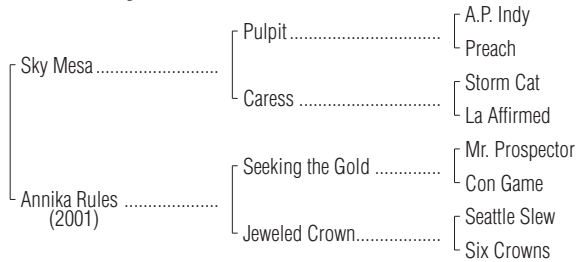 A.P. Indy
Pulpit
Preach
Sky Mesa
Storm Cat
Caress
La Affirmed
Mr. Prospector
Seeking the Gold
Con Game
Annika Rules
(2001)
Seattle Slew
Jeweled Crown
Six Crowns